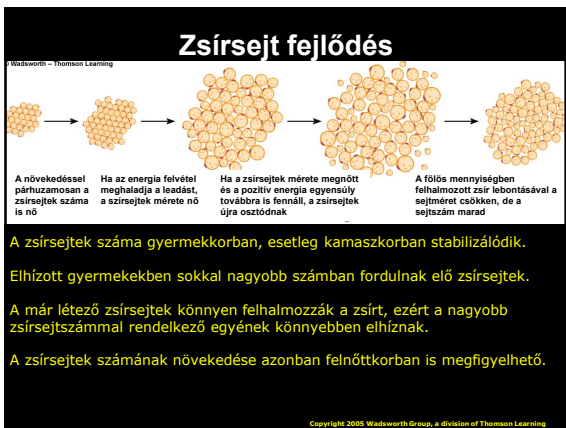 Zsírsejt fejlődés
Wadsworth – Thomson Learning
A növekedéssel
párhuzamosan a
zsírsejtek száma
is nő
Ha az energia felvétel
meghaladja a leadást,
a szírsejtek mérete nő
Ha a zsírsejtek mérete megnőtt
és a pozitív energia egyensúly
továbbra is fennáll, a zsírsejtek
újra osztódnak
A fölös mennyiségben
felhalmozott zsír lebontásával a
sejtméret csökken, de a
sejtszám marad
A zsírsejtek száma gyermekkorban, esetleg kamaszkorban stabilizálódik.
Elhízott gyermekekben sokkal nagyobb számban fordulnak elő zsírsejtek.
A már létező zsírsejtek könnyen felhalmozzák a zsírt, ezért a nagyobb
zsírsejtszámmal rendelkező egyének könnyebben elhíznak.
A zsírsejtek számának növekedése azonban felnőttkorban is megfigyelhető.
Copyright 2005 Wadsworth Group, a division of Thomson Learning